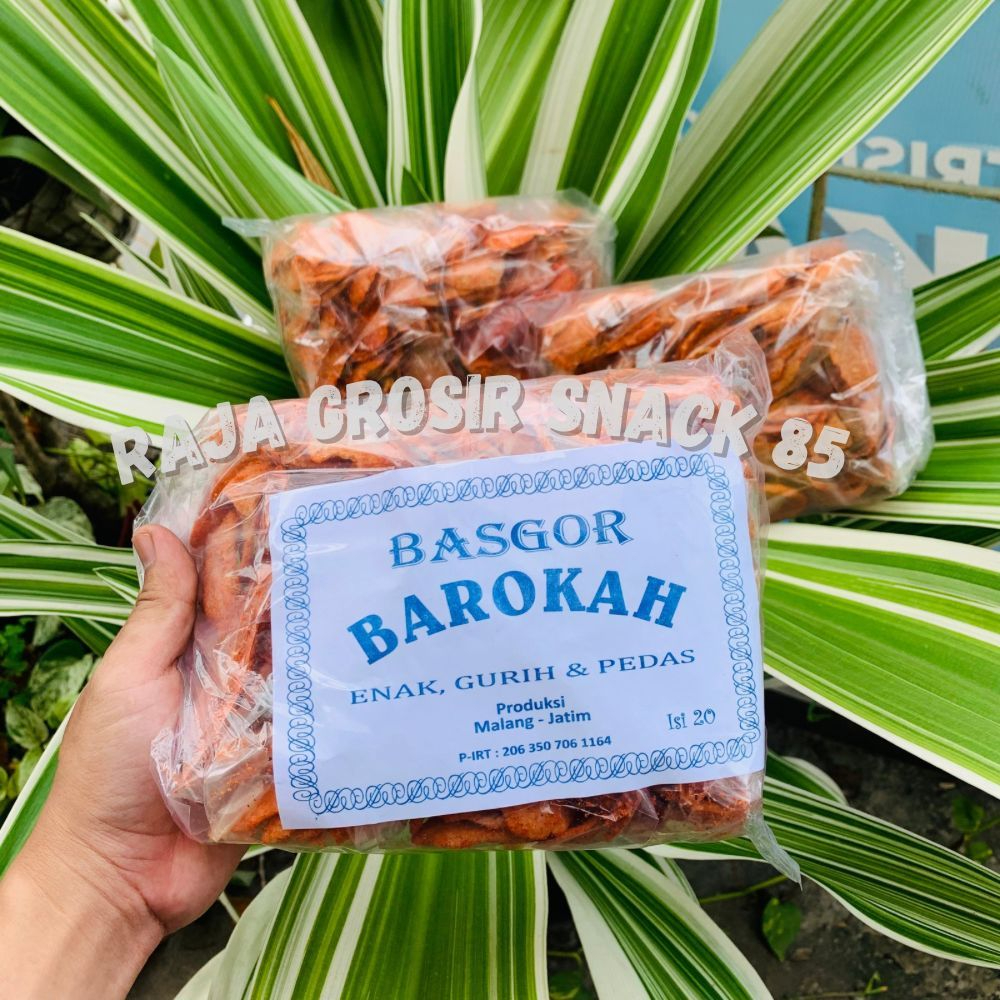 RAJA GROSIR SNACK 85
BASGOR
BAROKAH
ENAK, GURIH & PEDAS
Produksi
Malang - Jatim
Isi 20
P-IRT : 206 350 706 1164